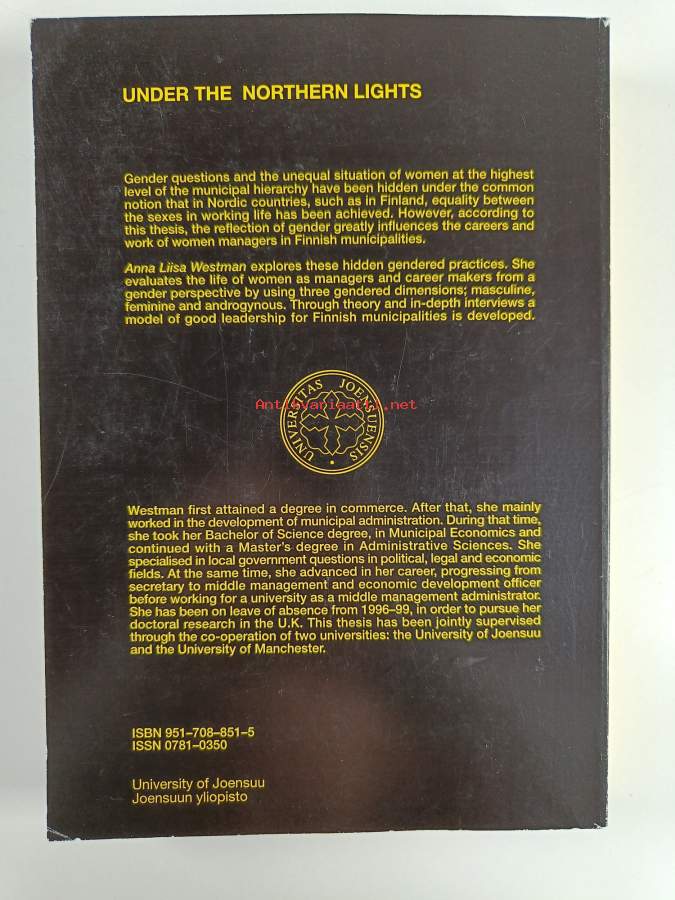 UNDER THE NORTHERN LIGHTS
Gender questions and the unequal situation of women at the highest
level of the municipal hierarchy have been hidden under the common
notion that in Nordic countries, such as in Finland, equality between
the sexes in working life has been achieved. However, according to
this thesis, the reflection of gender greatly influences the careers and
work of women managers in Finnish municipalities.
Anna Liisa Westman explores these hidden gendered practices. She
evaluates the life of women as managers and career makers from a
gender perspective by using three gendered dimensions; masculine,
feminine and androgynous. Through theory and in-depth interviews a
model of good leadership for Finnish municipalities is developed.
UNIVERSITAS JOENSUENSIS
Antikvariaatti.net
Westman first attained a degree in commerce. After that, she mainly
worked in the development of municipal administration. During that time,
she took her Bachelor of Science degree, in Municipal Economics and
continued with a Master's degree in Administrative Sciences. She
specialised in local government questions in political, legal and economic
fields. At the same time, she advanced in her career, progressing from
secretary to middle management and economic development officer
before working for a university as a middle management administrator.
She has been on leave of absence from 1996–99, in order to pursue her
doctoral research in the U.K. This thesis has been jointly supervised
through the co-operation of two universities: the University of Joensuu
and the University of Manchester.
ISBN 951–708–851–5
ISSN 0781–0350
University of Joensuu
Joensuun yliopisto